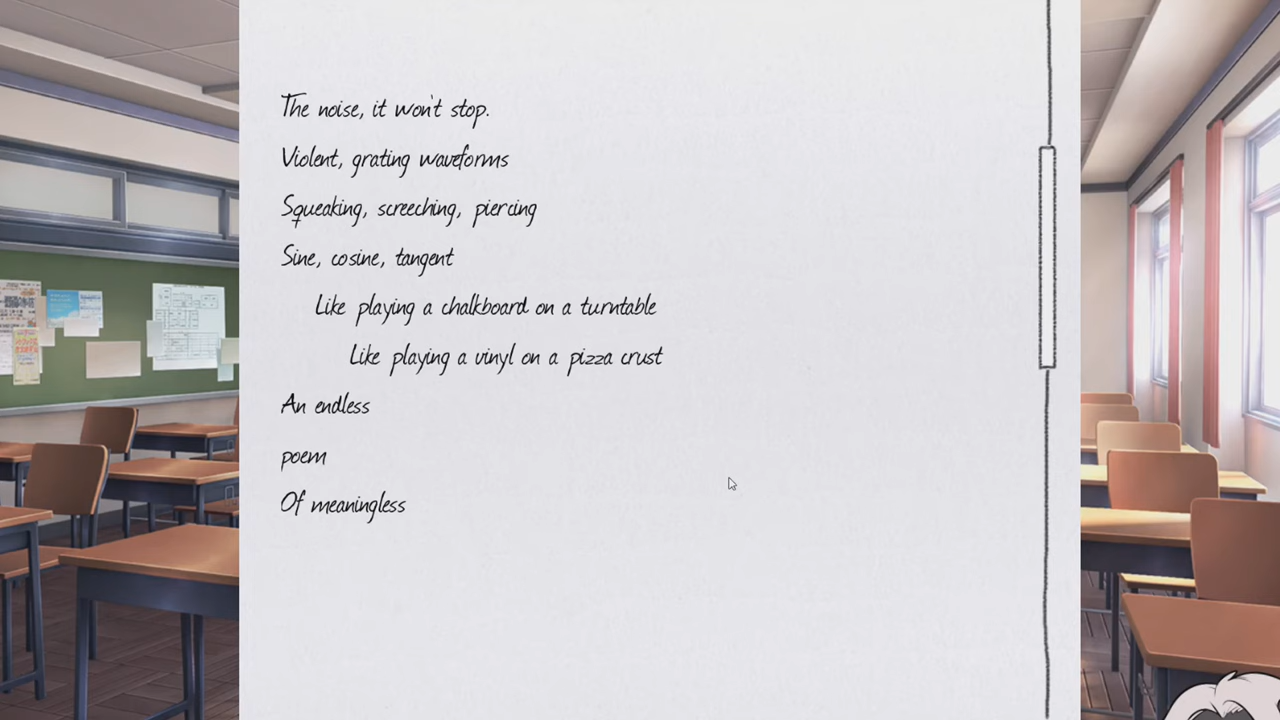 The noise, it won't stop.
Violent, grating waveforms
Squeaking, screeching, piercing
Sine, cosine, tangent
Like playing a chalkboard on a turntable
Like playing a vinyl on a pizza crust
An endless
poem
Of meaningless